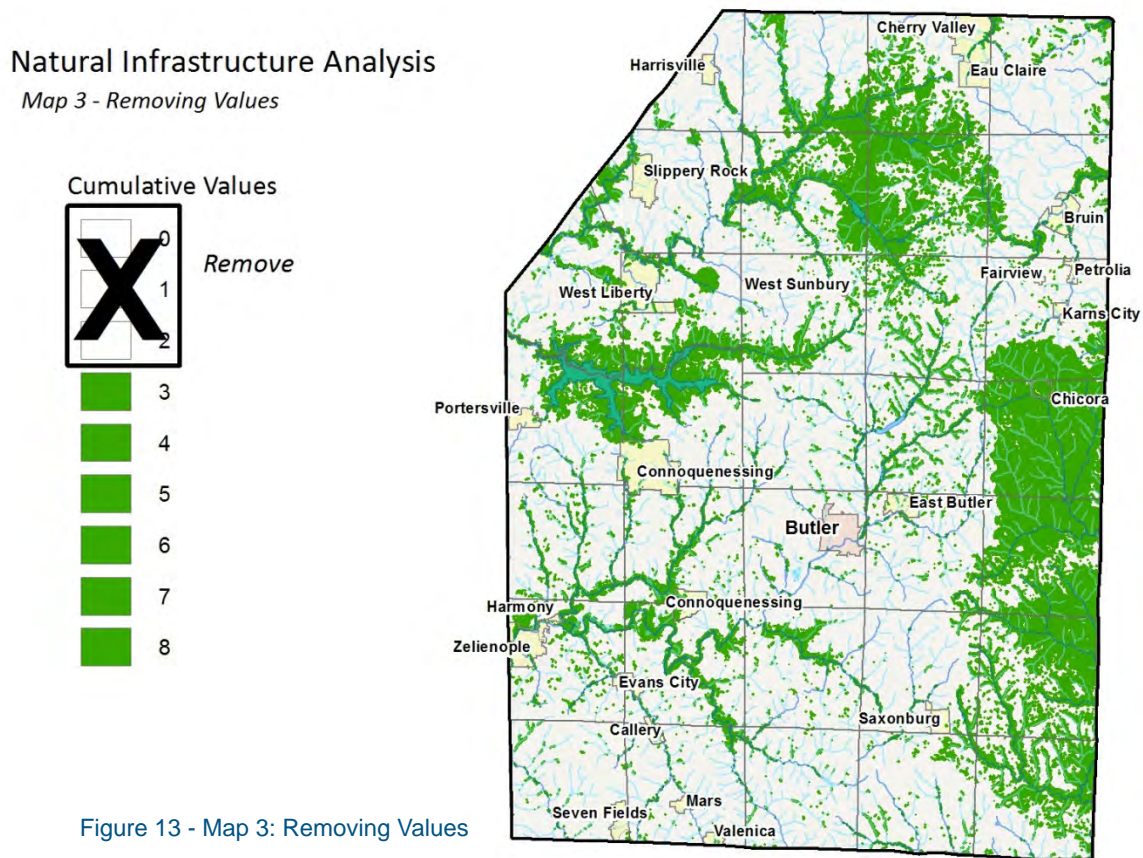 Natural Infrastructure Analysis
Map 3 - Removing Values
Cumulative Values
0
1
2
Remove
3
4
5
6
7
8
Cherry Valley
Harrisville
Eau Claire
Slippery Rock
Bruin
Fairview
Petrolia
West Sunbury
West Liberty
Karns City
Chicora
Portersville
Connoquenessing
East Butler
Butler
Harmony
Connoquenessing
Zelienople
Evans City
Saxonburg
Callery
Mars
Seven Fields
Valenica
Figure 13 - Map 3: Removing Values